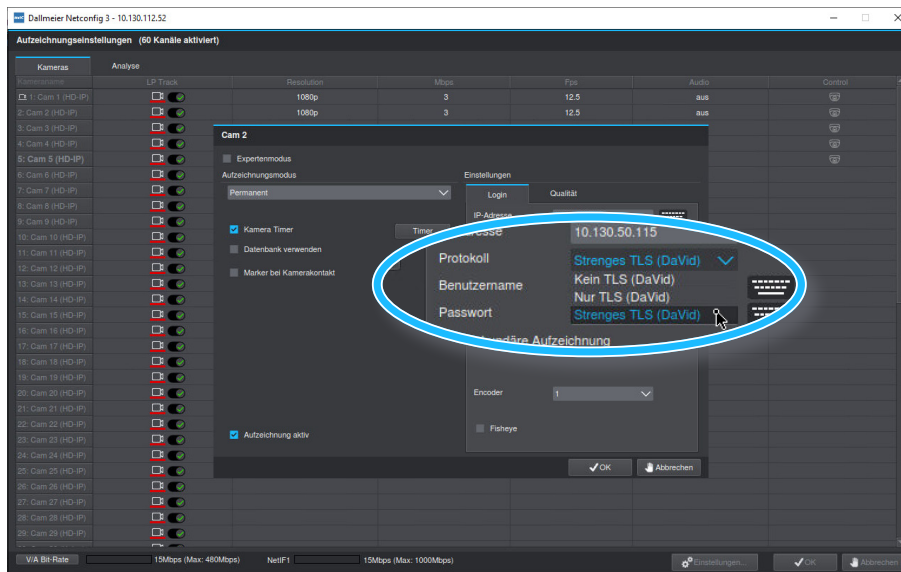 Dallmeier Netconfig 3 - 10.130.112.52
Aufzeichnungseinstellungen (60 Kanäle aktiviert)
Kameras Analyse
Kameraname LP Track Resolution Mbps Fps Audio Control
1: Cam 1 (HD-IP) 1080p 3 12.5 aus
2: Cam 2 (HD-IP) 1080p 3 12.5 aus
3: Cam 3 (HD-IP)
4: Cam 4 (HD-IP)
5: Cam 5 (HD-IP)
6: Cam 6 (HD-IP)
7: Cam 7 (HD-IP)
8: Cam 8 (HD-IP)
9: Cam 9 (HD-IP)
10: Cam 10 (HD-IP)
11: Cam 11 (HD-IP)
12: Cam 12 (HD-IP)
13: Cam 13 (HD-IP)
14: Cam 14 (HD-IP)
15: Cam 15 (HD-IP)
16: Cam 16 (HD-IP)
17: Cam 17 (HD-IP)
18: Cam 18 (HD-IP)
19: Cam 19 (HD-IP)
20: Cam 20 (HD-IP)
21: Cam 21 (HD-IP)
22: Cam 22 (HD-IP)
23: Cam 23 (HD-IP)
24: Cam 24 (HD-IP)
25: Cam 25 (HD-IP)
26: Cam 26 (HD-IP)
27: Cam 27 (HD-IP)
28: Cam 28 (HD-IP)
29: Cam 29 (HD-IP)
Cam 2
Expertenmodus
Aufzeichnungsmodus
Permanent
Kamera Timer Timer
Datenbank verwenden
Marker bei Kamerakontakt
Aufzeichnung aktiv
Einstellungen
Login Qualität
IP-Adresse
resse 10.130.50.115
Protokoll Strenges TLS (DaVid)
Kein TLS (DaVid)
Benutzername
Nur TLS (DaVid)
Passwort Strenges TLS (DaVid)
däre Aufzeichnung
Encoder 1
Fisheye
OK Abbrechen
V/A Bit-Rate 15Mbps (Max: 480Mbps) NetIF1 15Mbps (Max: 1000Mbps) Einstellungen... OK Abbrechen